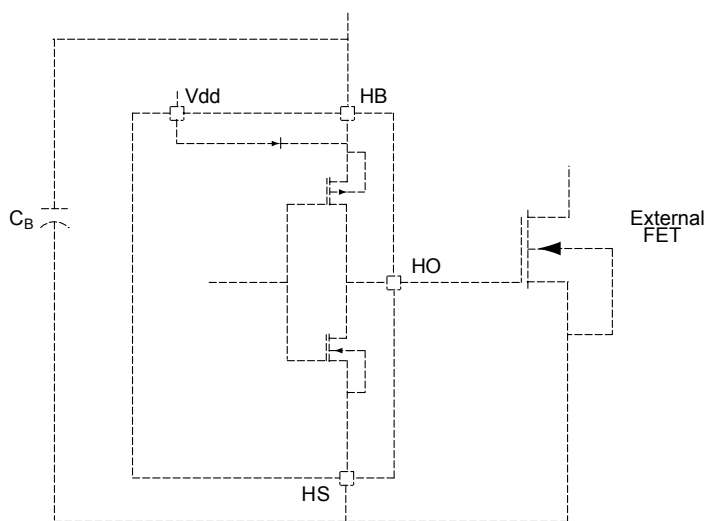 Vdd
HB
C_B
External
FET
HO
HS